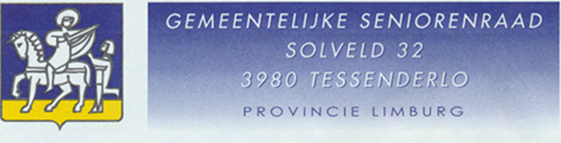 GEMEENTELIJKE SENIORENRAAD
SOLVELD 32
3980 TESSENDERLO
PROVINCIE LIMBURG